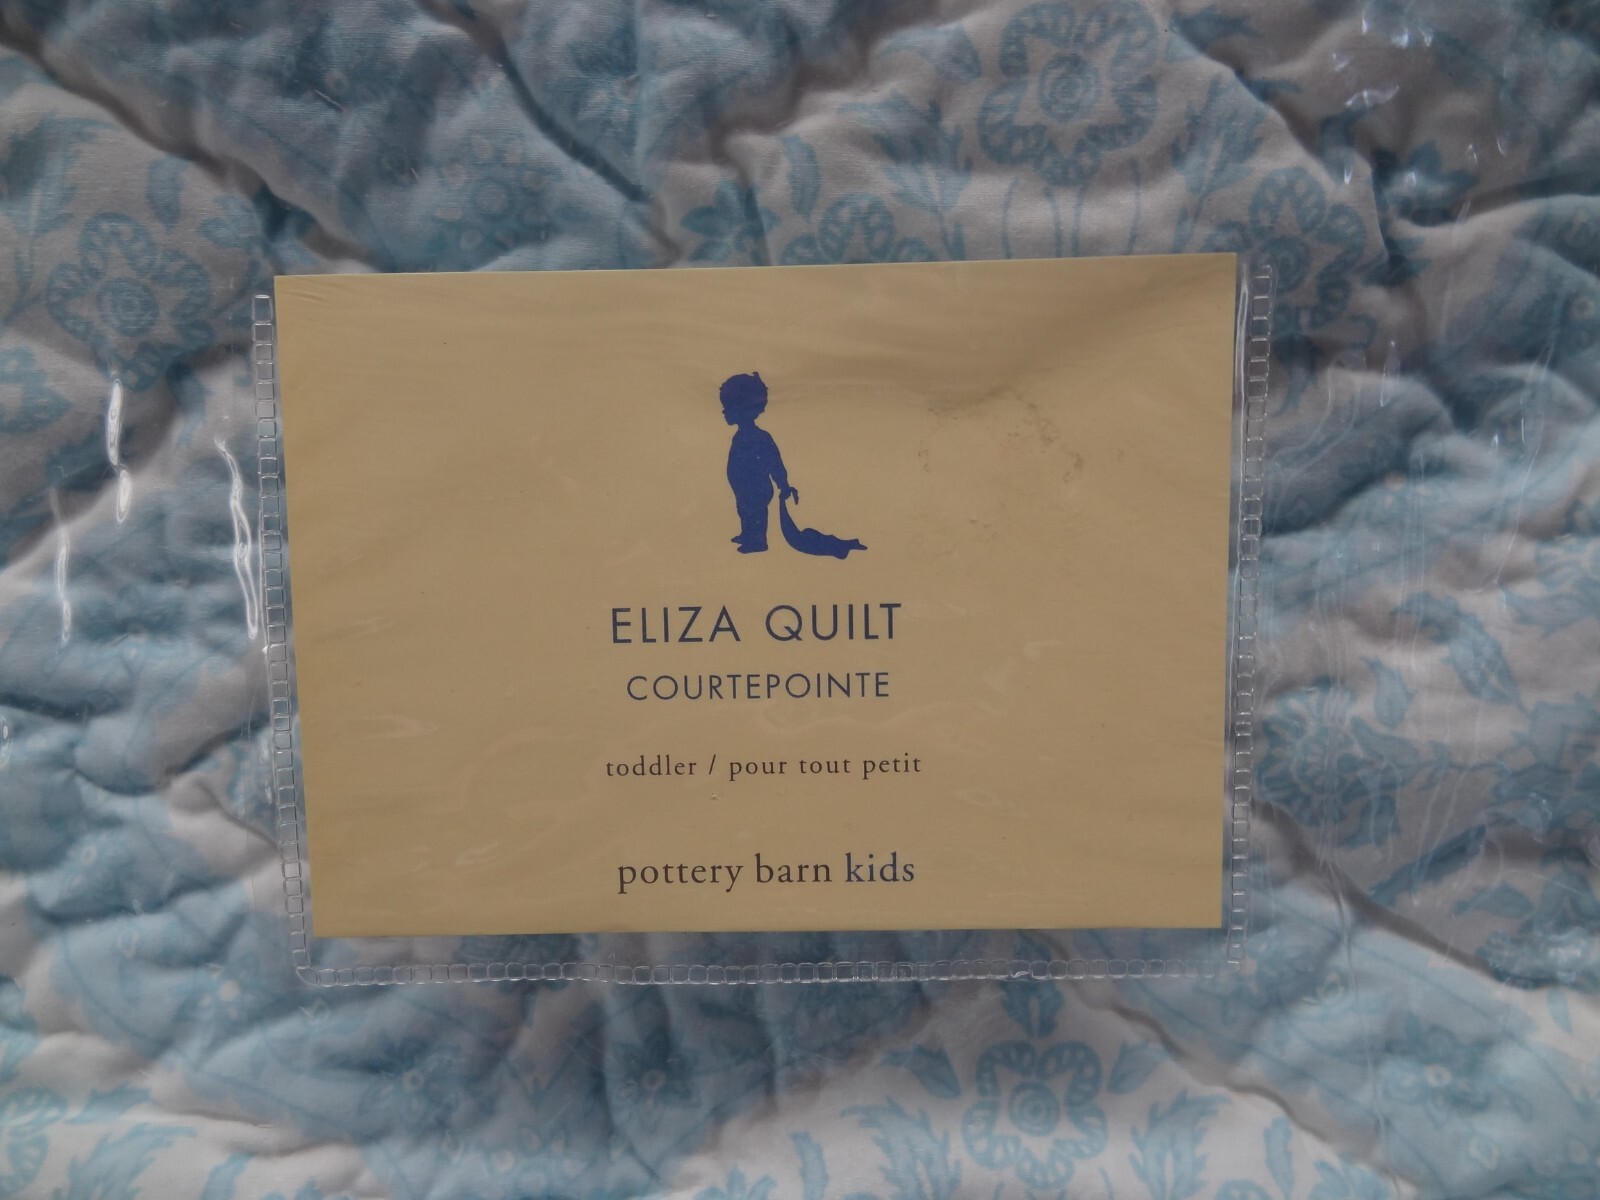 ELIZA QUILT
COURTEPOINTE
toddler / pour tout petit
pottery barn kids